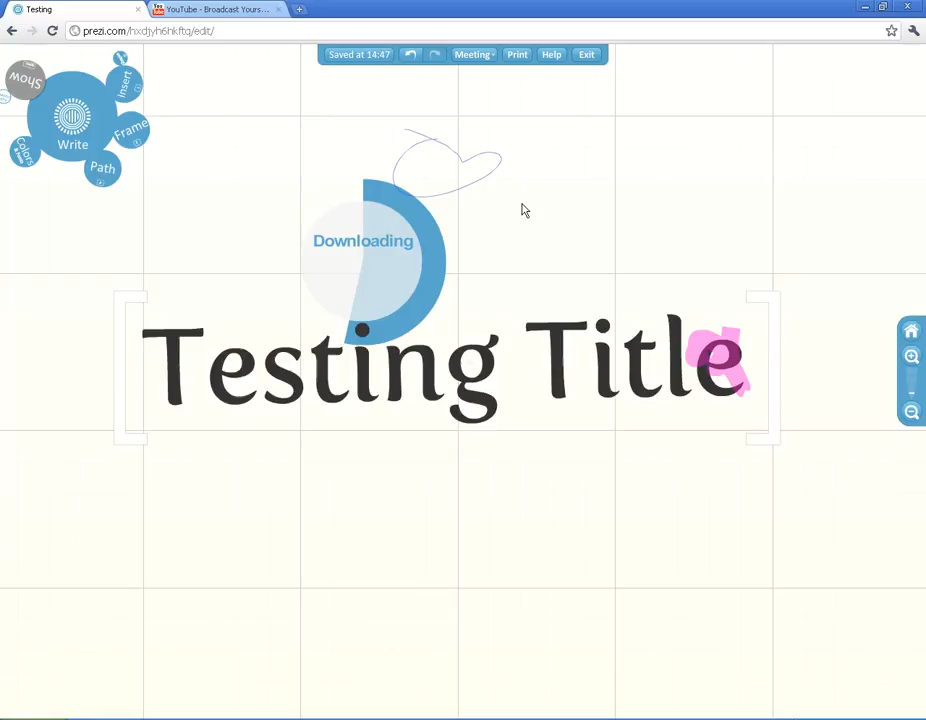 Testing
YouTube - Broadcast Yours...
prezi.com/hxdjyh6hkftq/edit/
Saved at 14:47
Meeting
Print
Help
Exit
Show
Insert
Write
Frame
Colors
Path
Downloading
Testing Title